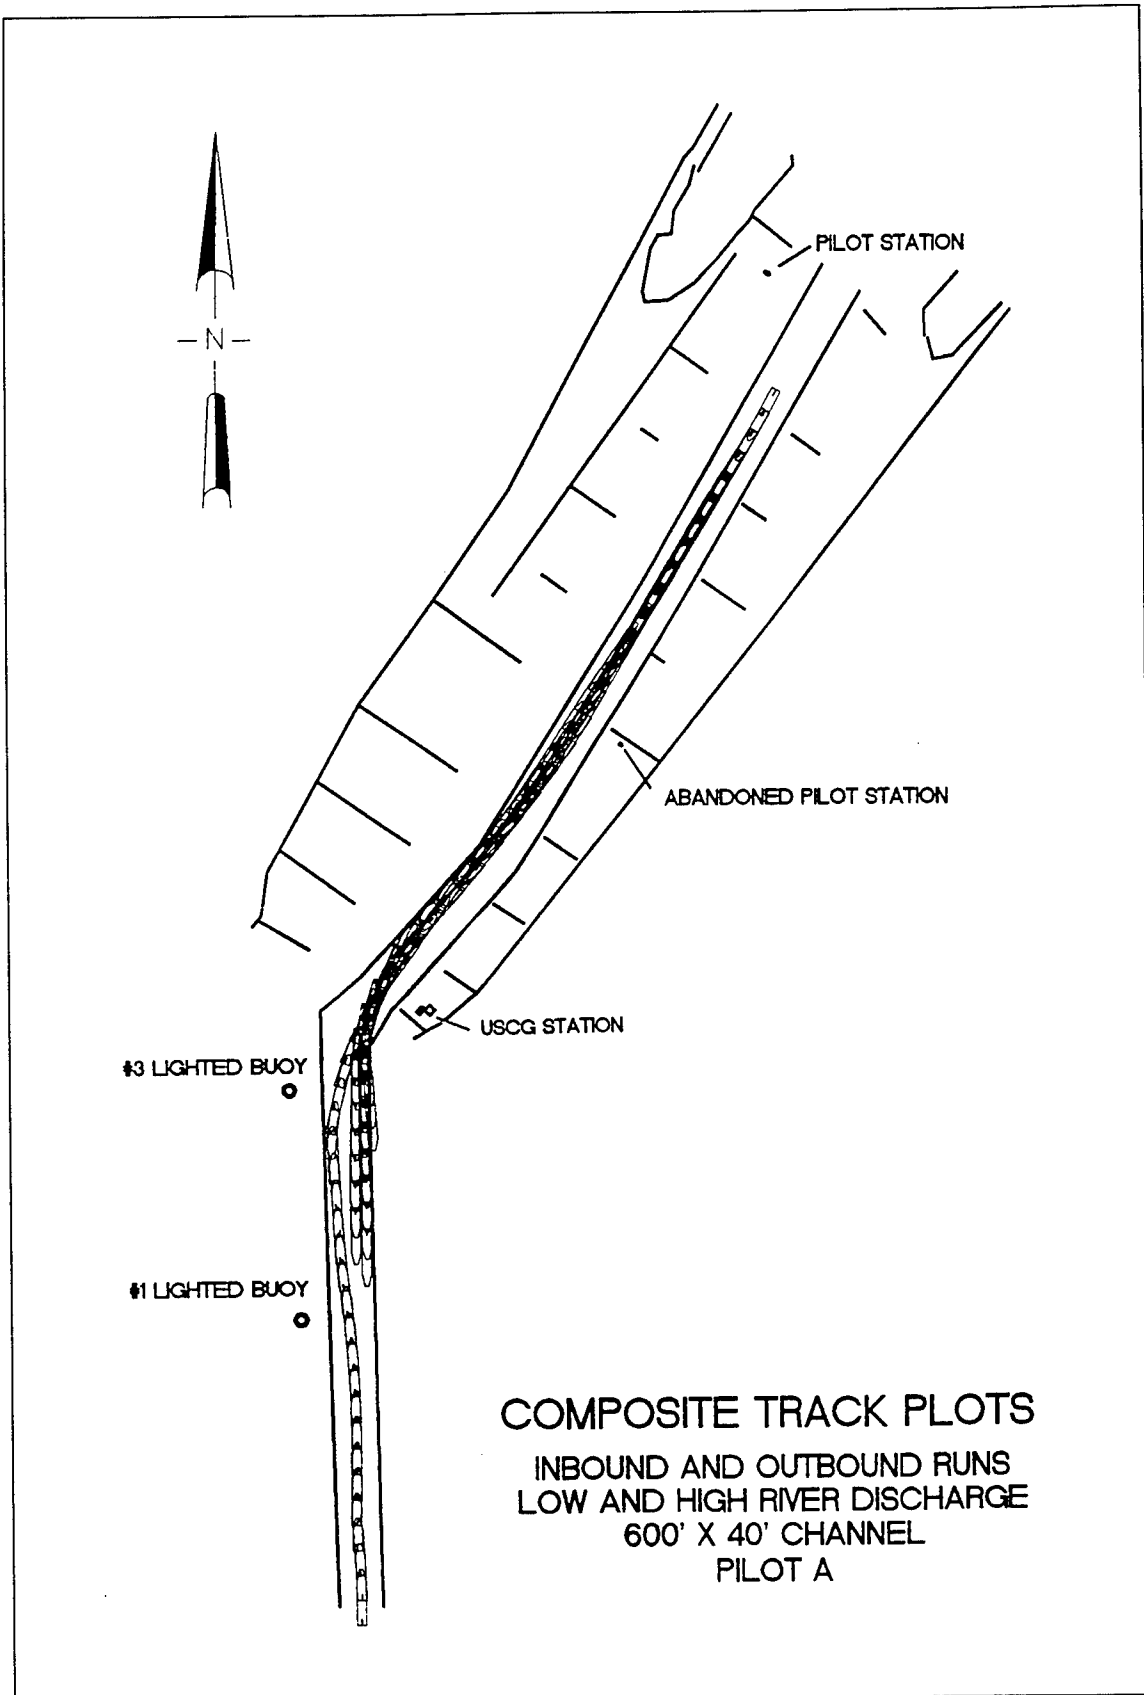 PILOT STATION
N
ABANDONED PILOT STATION
USCG STATION
#3 LIGHTED BUOY
#1 LIGHTED BUOY
COMPOSITE TRACK PLOTS
INBOUND AND OUTBOUND RUNS
LOW AND HIGH RIVER DISCHARGE
600' X 40' CHANNEL
PILOT A